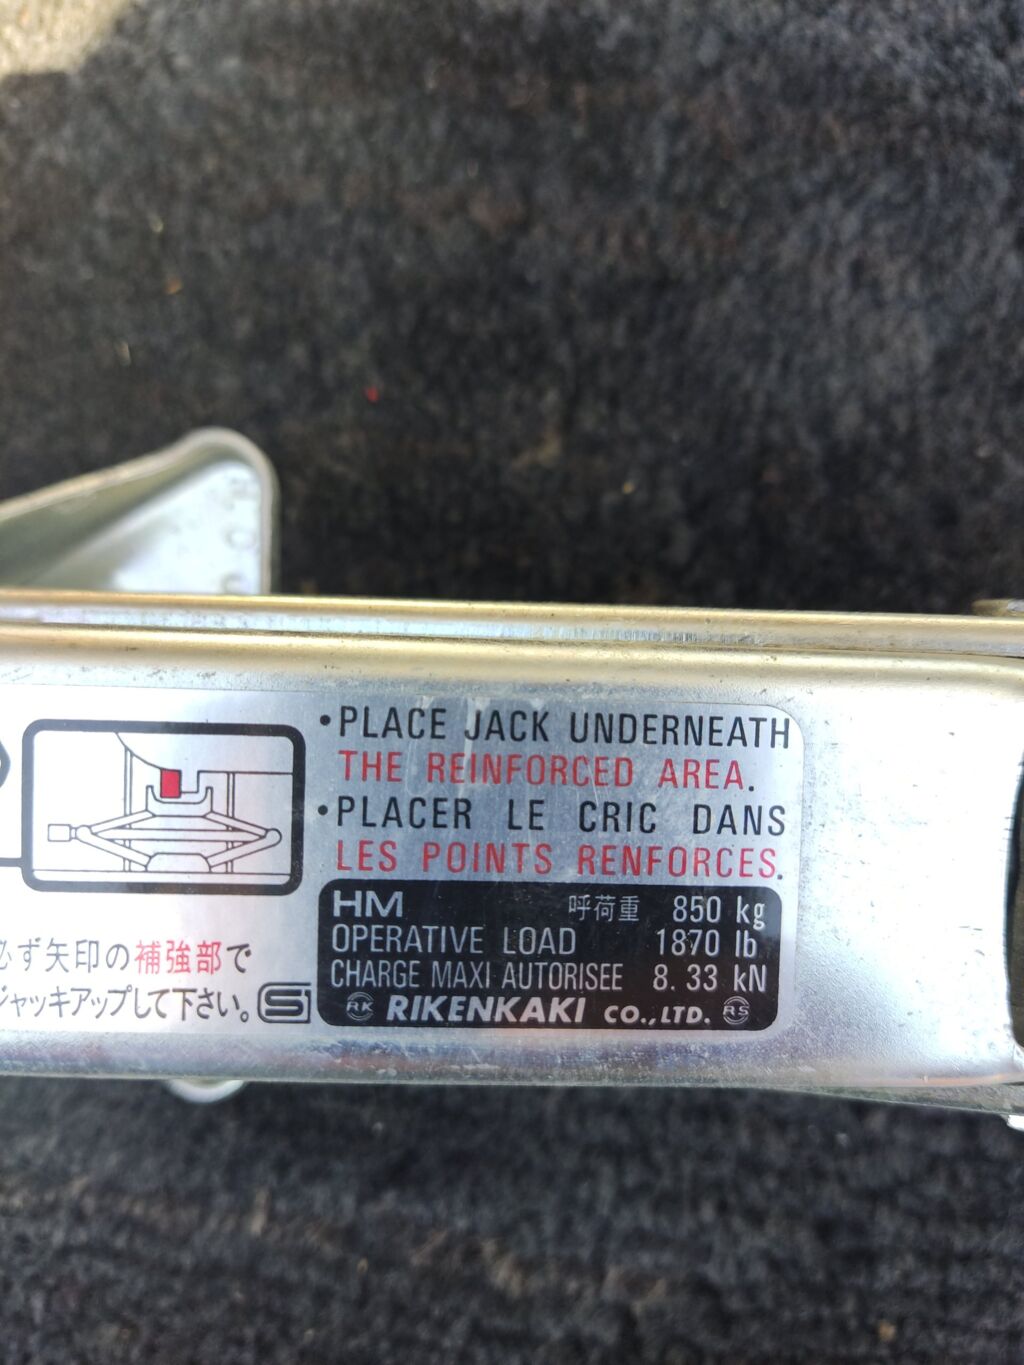 •PLACE JACK UNDERNEATH
THE REINFORCED AREA.
•PLACER LE CRIC DANS
LES POINTS RENFORCES.
必ず矢印の補強部で
ジャッキアップして下さい。
HM 呼荷重 850 kg
OPERATIVE LOAD 1870 lb
CHARGE MAXI AUTORISEE 8.33 kN
RK RIKENKAKI CO.,LTD. RS